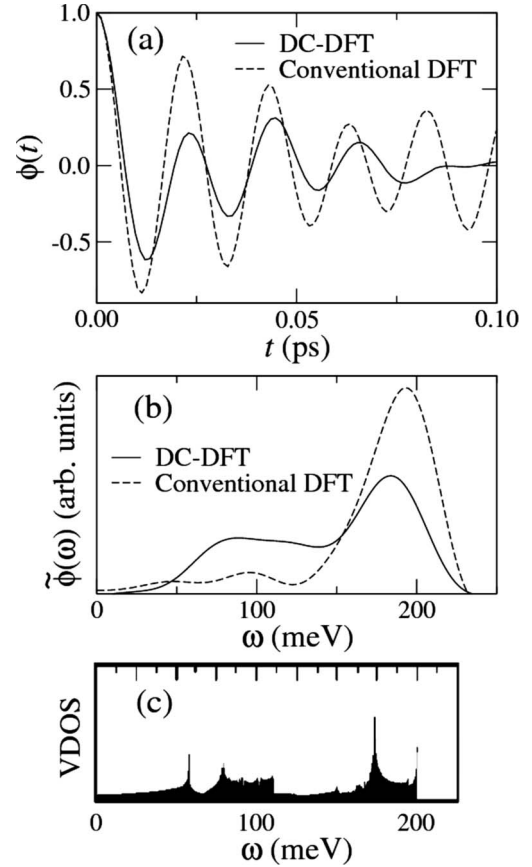 (a)
DC-DFT
Conventional DFT
1.0
0.5
0.0
-0.5
ϕ(t)
0.00
0.05
0.10
t (ps)
(b)
DC-DFT
Conventional DFT
ϕ̃(ω) (arb. units)
0
100
200
ω (meV)
(c)
VDOS
0
100
200
ω (meV)